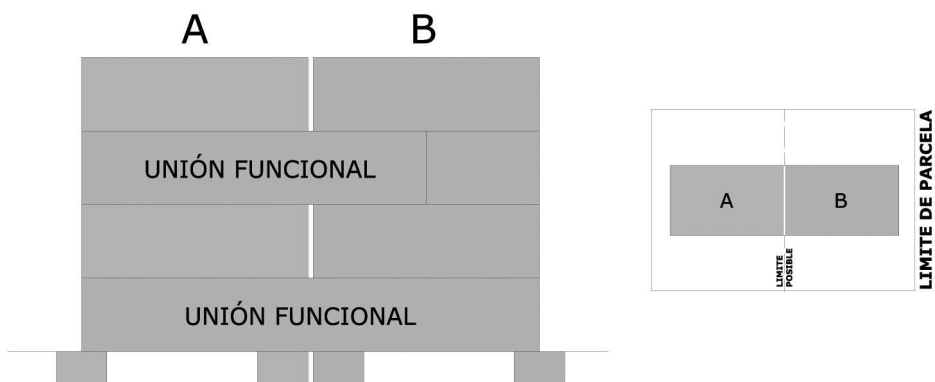 A B
UNIÓN FUNCIONAL
UNIÓN FUNCIONAL
A B
LIMITE
POSIBLE
LIMITE DE PARCELA